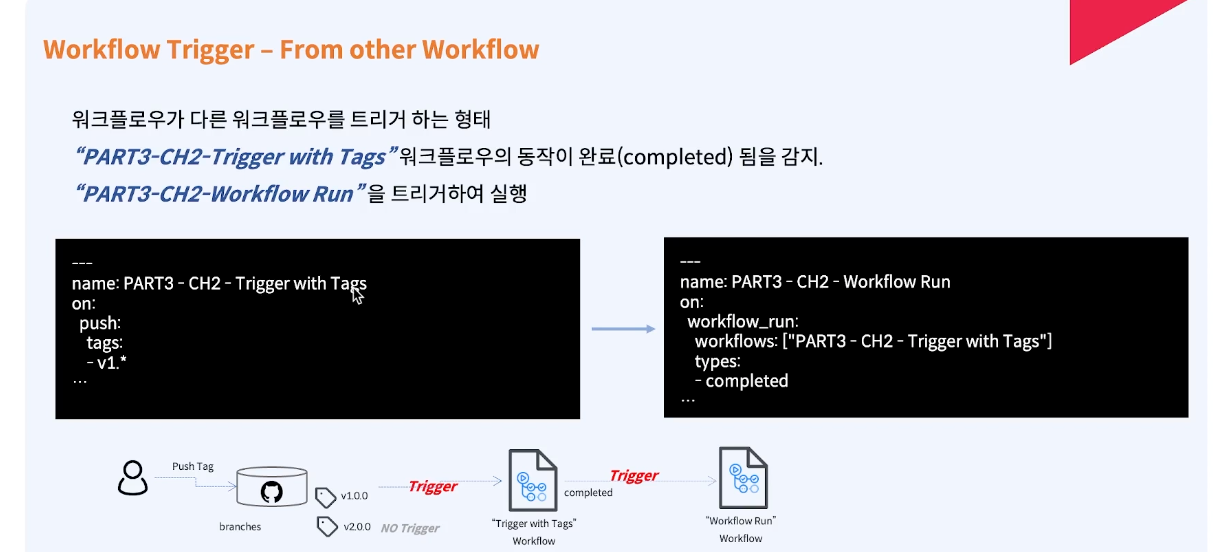 Workflow Trigger – From other Workflow
워크플로우가 다른 워크플로우를 트리거 하는 형태
“PART3-CH2-Trigger with Tags”워크플로우의 동작이 완료(completed) 됨을 감지.
“PART3-CH2-Workflow Run”을 트리거하여 실행
---
name: PART3 - CH2 - Trigger with Tags
on:
push:
tags:
- v1.*
...
---
name: PART3 - CH2 - Workflow Run
on:
workflow_run:
workflows: ["PART3 - CH2 - Trigger with Tags"]
types:
- completed
...
Push Tag
branches
v1.0.0
v2.0.0
NO Trigger
Trigger
"Trigger with Tags"
Workflow
Trigger
completed
"Workflow Run"
Workflow